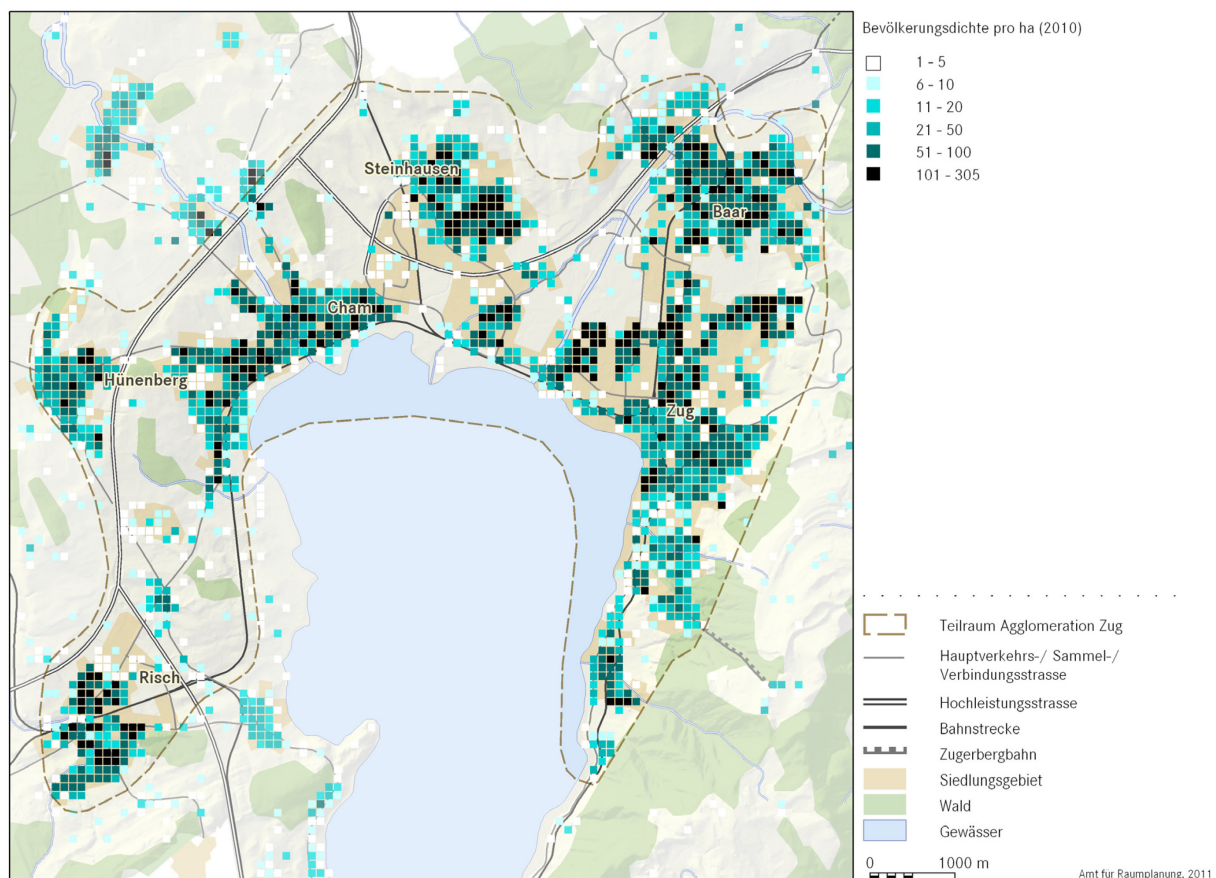 Bevölkerungsdichte pro ha (2010)
1 - 5
6 - 10
11 - 20
21 - 50
51 - 100
101 - 305
Steinhausen
Baar
Cham
Hünenberg
Zug
Risch
Teilraum Agglomeration Zug
Hauptverkehrs-/ Sammel-/
Verbindungsstrasse
Hochleistungsstrasse
Bahnstrecke
Zugerbergbahn
Siedlungsgebiet
Wald
Gewässer
0 1000 m
Amt für Raumplanung, 2011